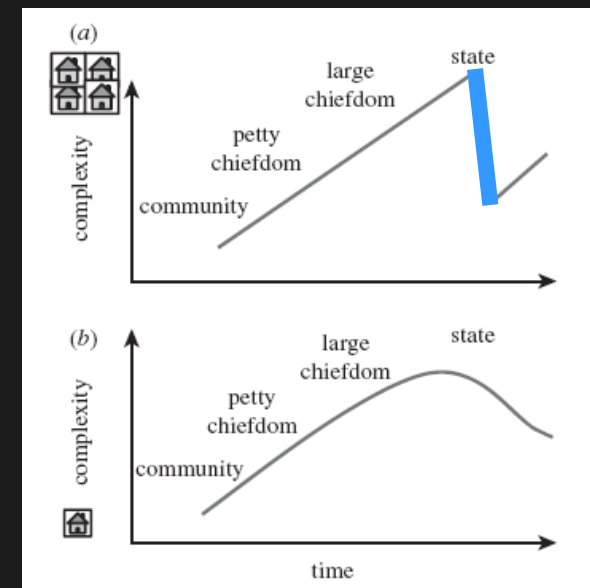 (a)
state
large
chiefdom
petty
chiefdom
community
complexity
(b)
state
large
chiefdom
petty
chiefdom
community
complexity
time